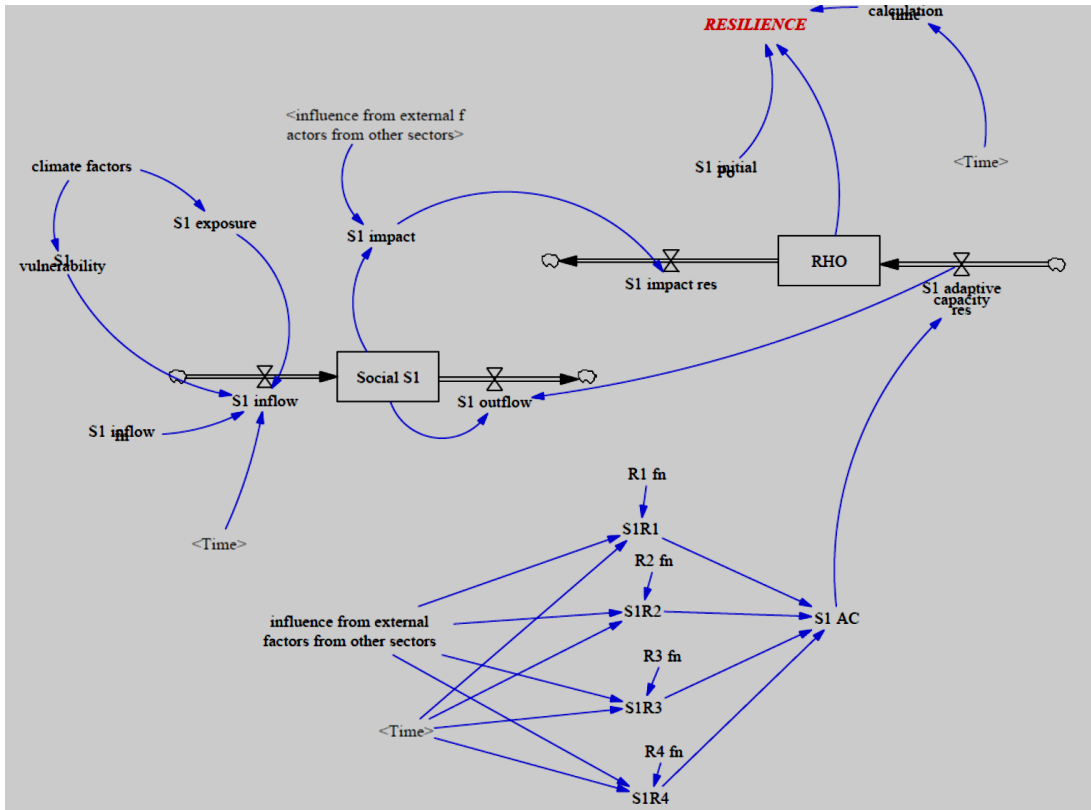 RESILIENCE
calculation
time
<influence from external f
actors from other sectors>
climate factors
S1 initial
Po
<Time>
S1 exposure
S1 impact
S1
vulnerability
S1 impact res
RHO
S1 adaptive
capacity
res
Social S1
S1 inflow
S1 outflow
S1 inflow
<Time>
R1 fn
S1R1
R2 fn
S1R2
influence from external
factors from other sectors
S1 AC
R3 fn
S1R3
<Time>
R4 fn
S1R4